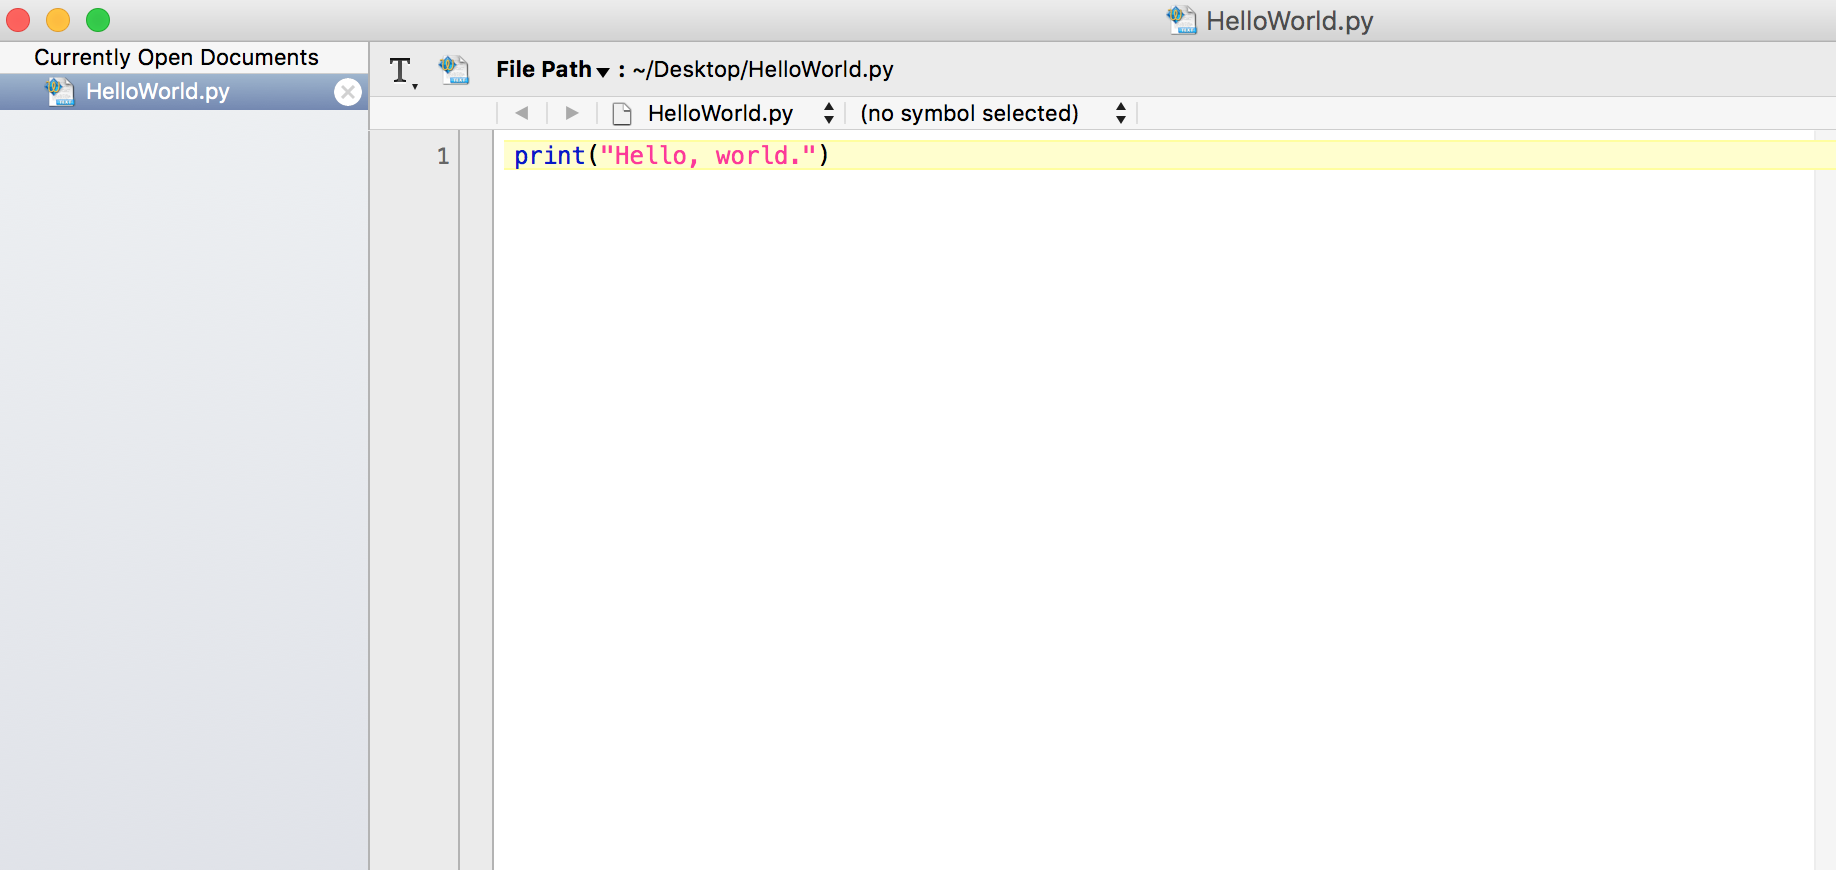 HelloWorld.py
Currently Open Documents
HelloWorld.py
T
File Path : ~/Desktop/HelloWorld.py
HelloWorld.py (no symbol selected)
1 print("Hello, world.")